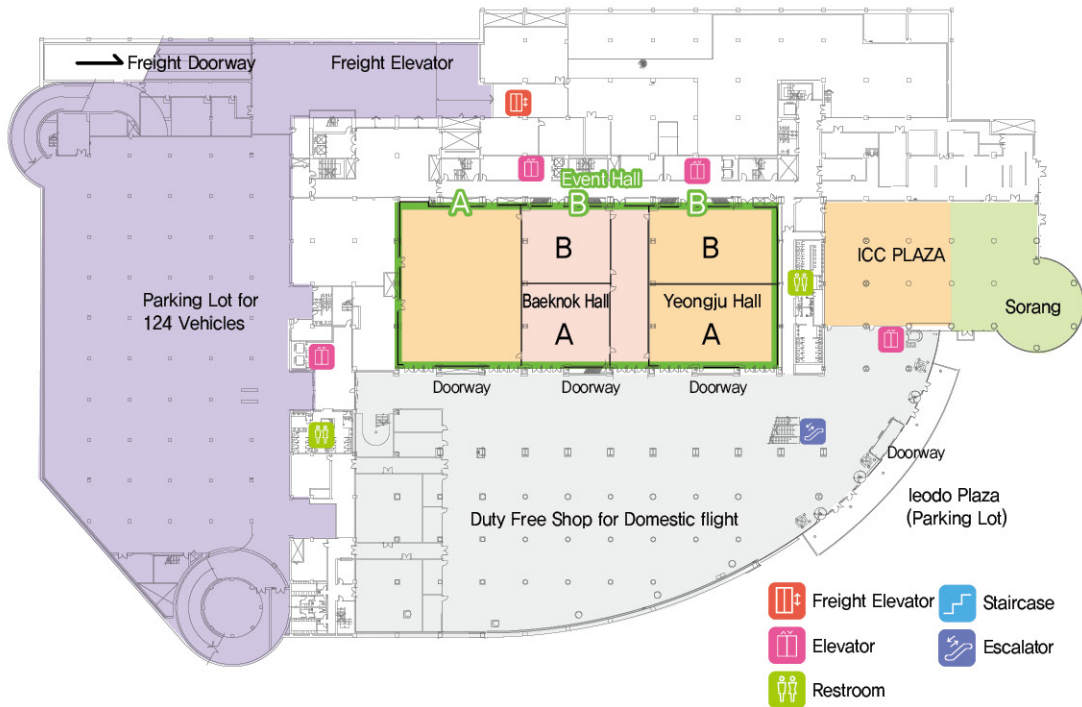 Freight Doorway
Freight Elevator
Event Hall
A
B
B
B
B
ICC PLAZA
Parking Lot for
124 Vehicles
Baeknok Hall
Yeongju Hall
Sorang
A
A
Doorway
Doorway
Doorway
Doorway
Ieodo Plaza
(Parking Lot)
Duty Free Shop for Domestic flight
Freight Elevator
Staircase
Elevator
Escalator
Restroom